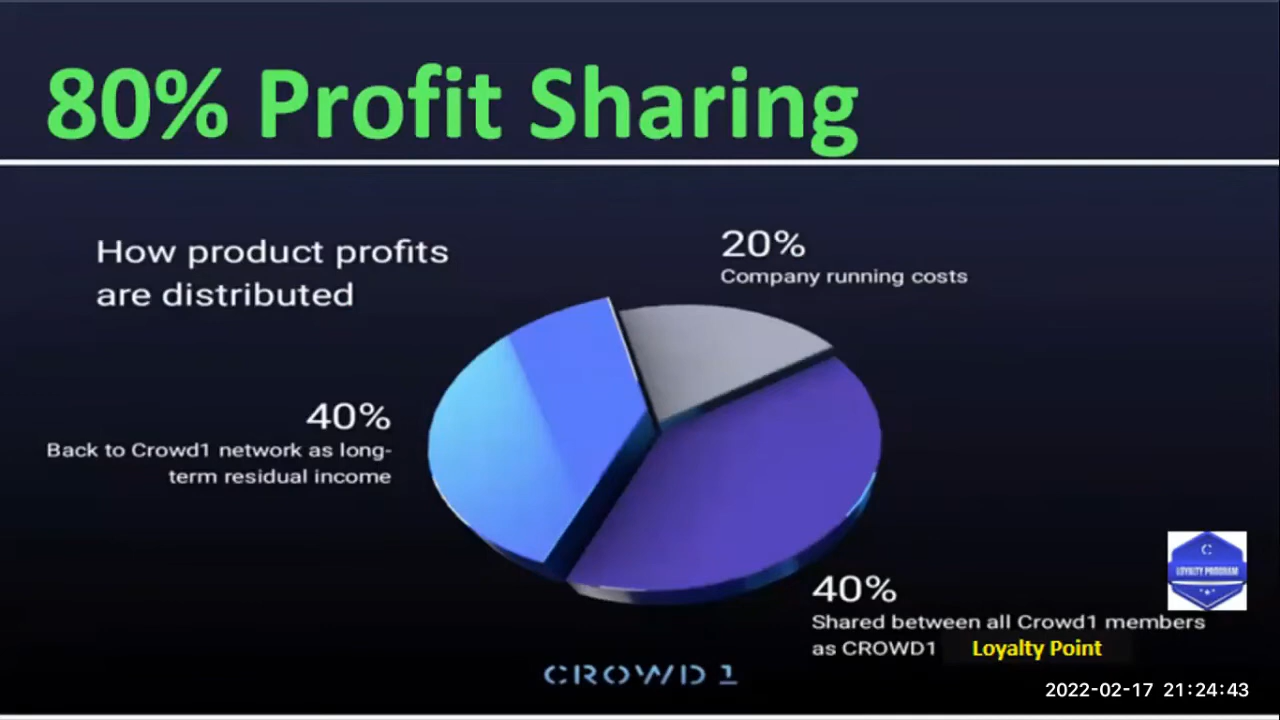 80% Profit Sharing
How product profits
are distributed
20%
Company running costs
40%
Back to Crowd1 network as long-
term residual income
40%
Shared between all Crowd1 members
as CROWD1 Loyalty Point
C
LOYALTY PROGRAM
CROWD 1
2022-02-17 21:24:43